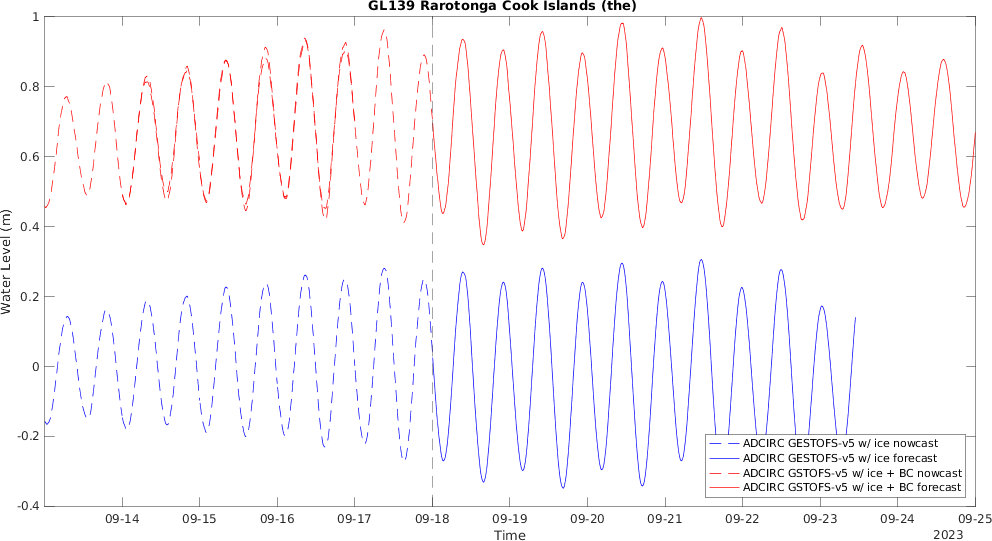 GL139 Rarotonga Cook Islands (the)
1
0.8
0.6
0.4
0.2
0
-0.2
-0.4
Water Level (m)
ADCIRC GESTOFS-v5 w/ ice nowcast
ADCIRC GESTOFS-v5 w/ ice forecast
ADCIRC GSTOFS-v5 w/ ice + BC nowcast
ADCIRC GSTOFS-v5 w/ ice + BC forecast
09-14 09-15 09-16 09-17 09-18 09-19 09-20 09-21 09-22 09-23 09-24 09-25
Time
2023